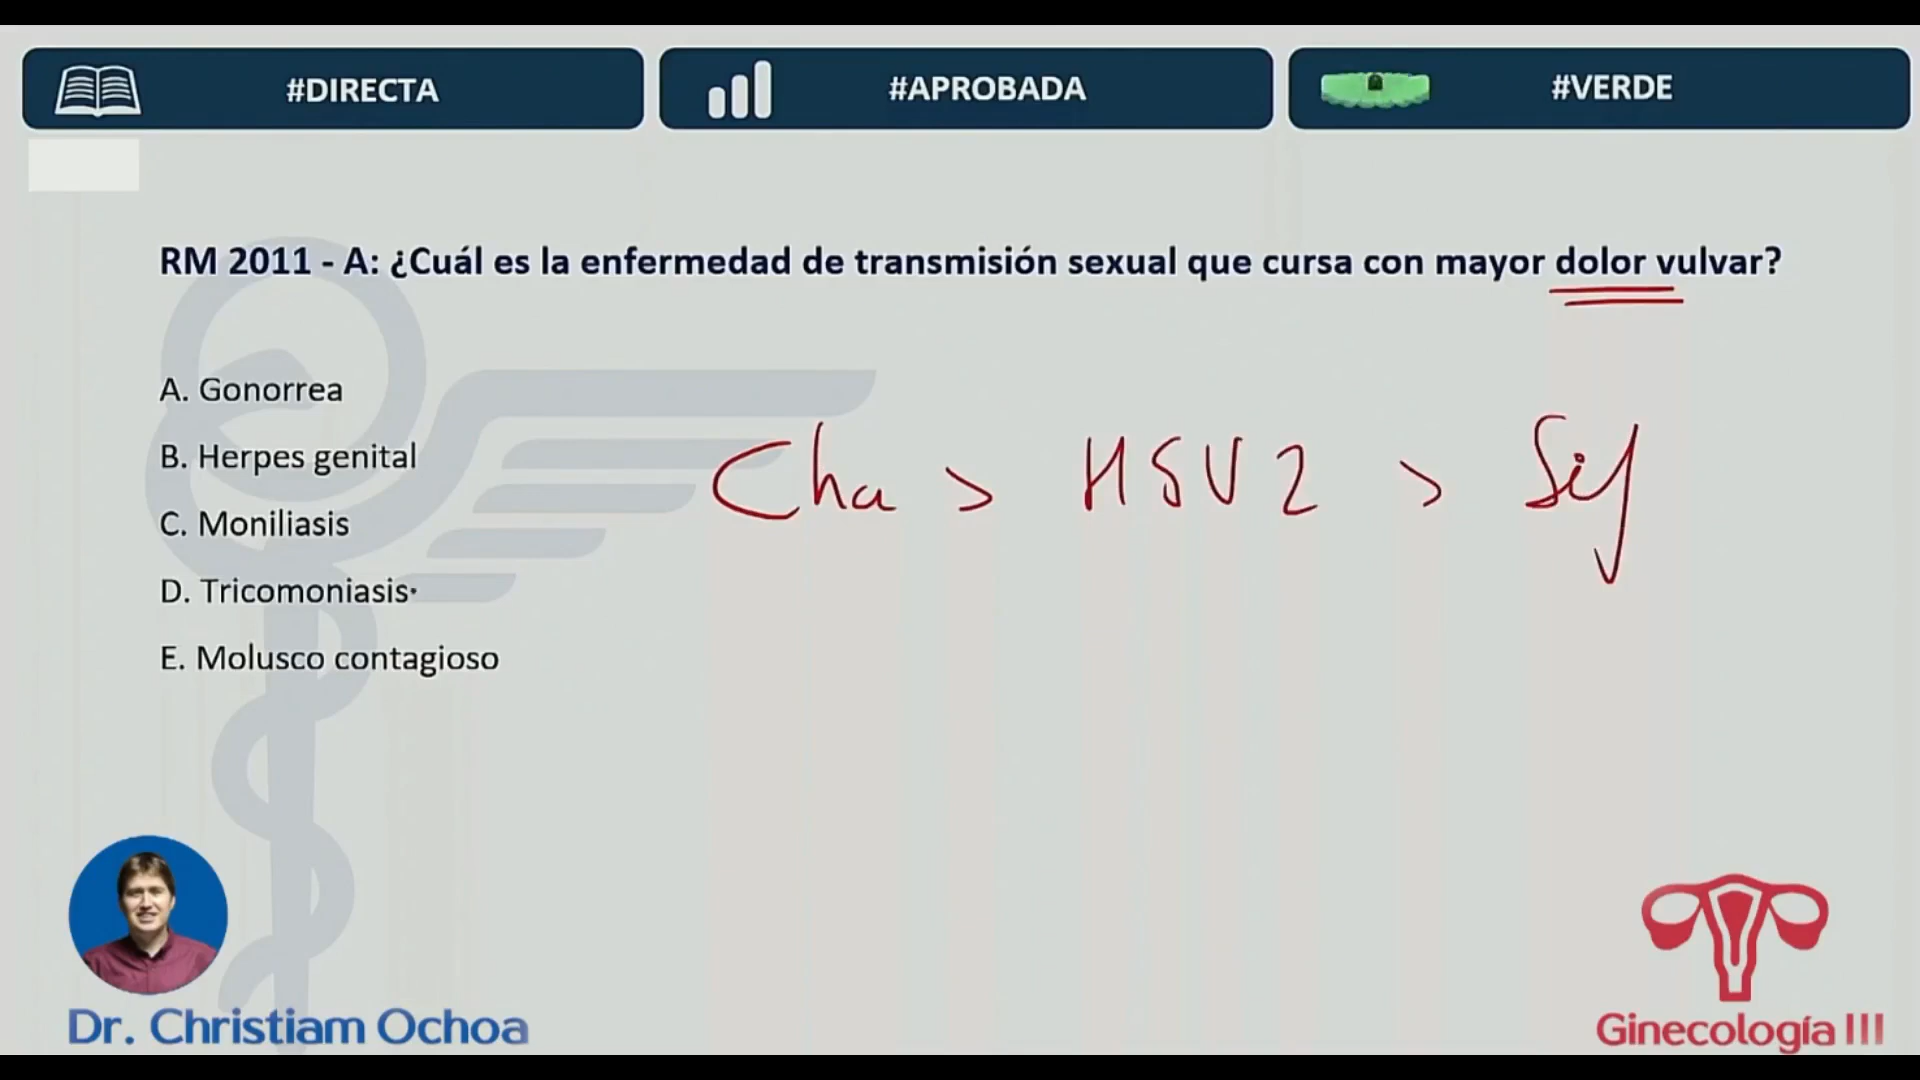 #DIRECTA
#APROBADA
#VERDE
RM 2011 - A: ¿Cuál es la enfermedad de transmisión sexual que cursa con mayor dolor vulvar?
A. Gonorrea
B. Herpes genital
C. Moniliasis
D. Tricomoniasis
E. Molusco contagioso
Cha > HSV2 > Sif
Dr. Christiam Ochoa
Ginecología III